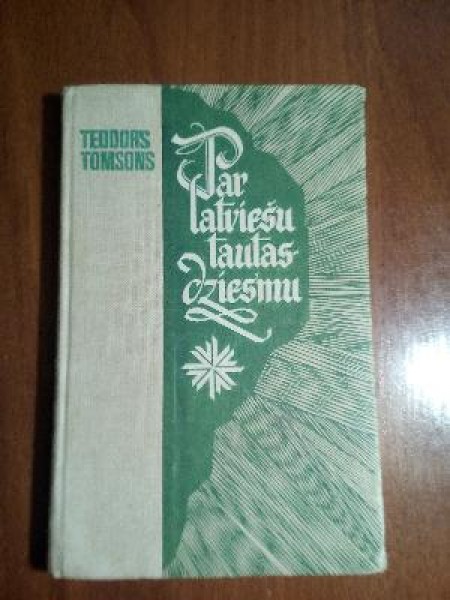 TEODORS
TOMSONS
Par
latviešu
tautas-
dziesmu